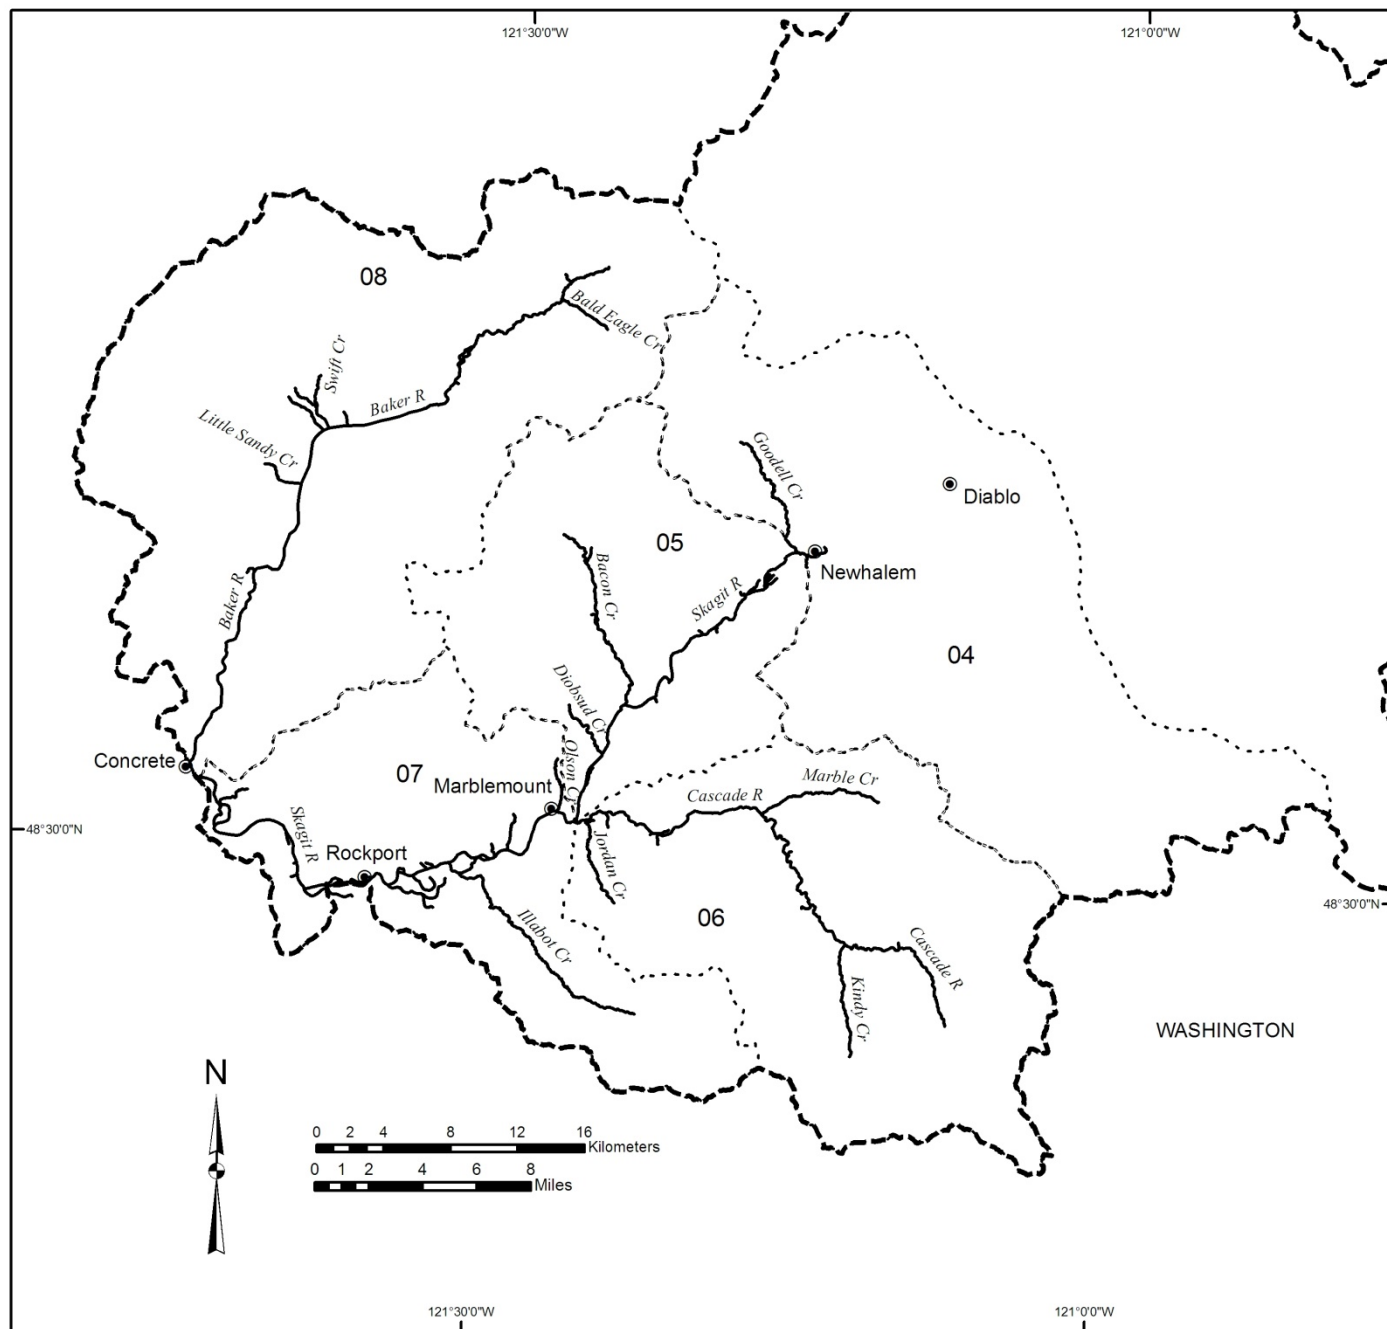 121°30'0"W
121°0'0"W
08
Bald Eagle Cr
Swift Cr
Baker R
Little Sandy Cr
Goodell Cr
Diablo
05
Bacon Cr
Newhalem
Skagit R
Baker R
04
Diobsud Cr
Olson Cr
Concrete
07
Marblemount
Marble Cr
Cascade R
48°30'0"N
Skagit R
Rockport
Jordan Cr
48°30'0"N
06
Illabot Cr
Cascade R
Kindy Cr
WASHINGTON
N
0 2 4 8 12 16
Kilometers
0 1 2 4 6 8
Miles
121°30'0"W
121°0'0"W